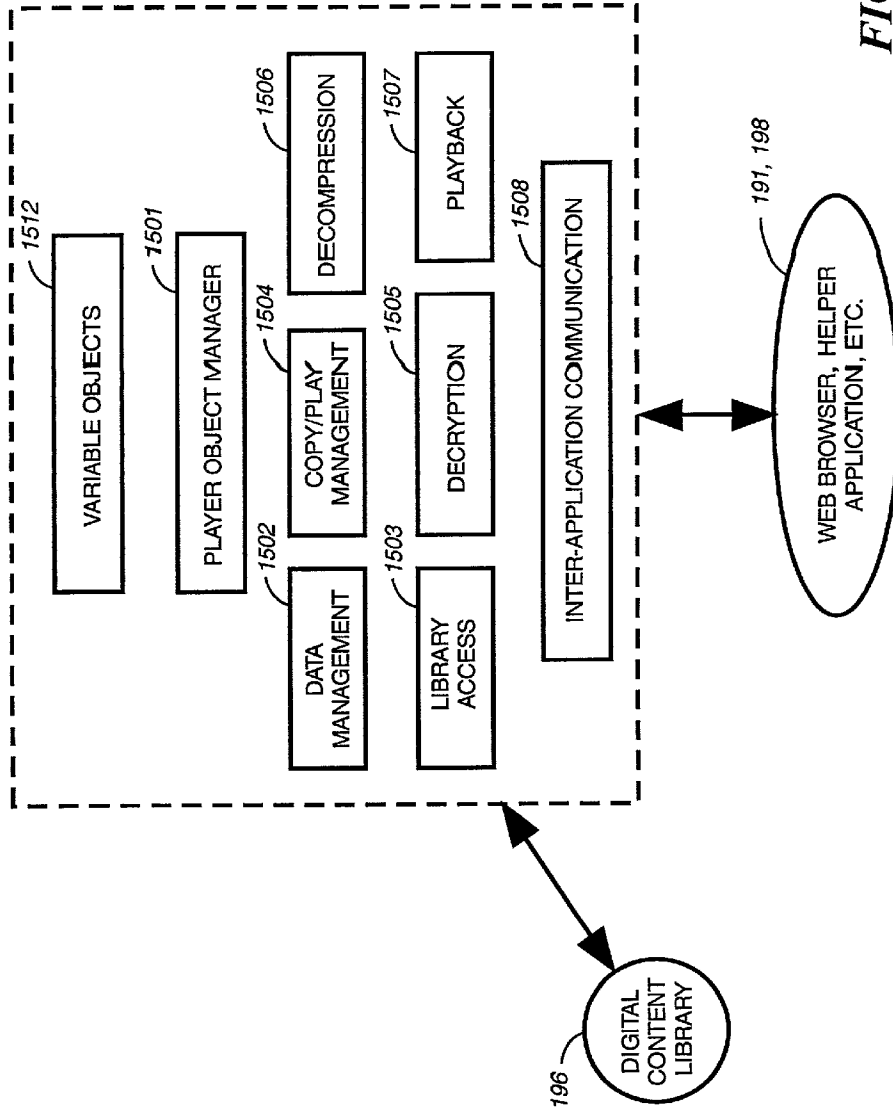 1512
VARIABLE OBJECTS
1501
PLAYER OBJECT MANAGER
1502
DATA
MANAGEMENT
1504
COPY/PLAY
MANAGEMENT
1506
DECOMPRESSION
1503
LIBRARY
ACCESS
1505
DECRYPTION
1507
PLAYBACK
1508
INTER-APPLICATION COMMUNICATION
196
DIGITAL
CONTENT
LIBRARY
191, 198
WEB BROWSER, HELPER
APPLICATION, ETC.